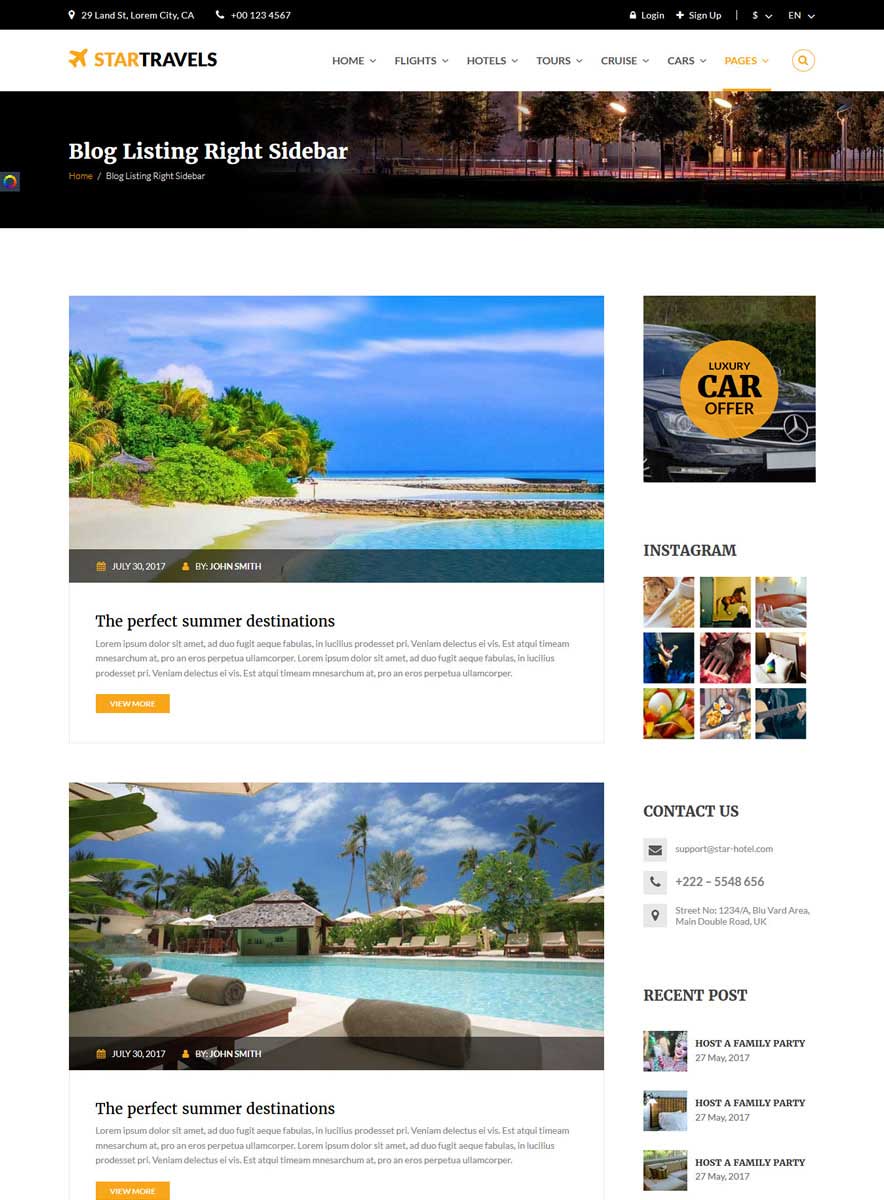 29 Land St, Lorem City, CA +00 123 4567 Login Sign Up | $ EN
STARTRAVELS HOME FLIGHTS HOTELS TOURS CRUISE CARS PAGES
Blog Listing Right Sidebar
Home / Blog Listing Right Sidebar
JULY 30, 2017 BY: JOHN SMITH
The perfect summer destinations
Lorem ipsum dolor sit amet, ad duo fugit aeque fabulas, in lucilius prodesset pri. Veniam delectus ei vis. Est atqui timeam
mnesarchum at, pro an eros perpetua ullamcorper. Lorem ipsum dolor sit amet, ad duo fugit aeque fabulas, in lucilius
prodesset pri. Veniam delectus ei vis. Est atqui timeam mnesarchum at, pro an eros perpetua ullamcorper.
VIEW MORE
JULY 30, 2017 BY: JOHN SMITH
The perfect summer destinations
Lorem ipsum dolor sit amet, ad duo fugit aeque fabulas, in lucilius prodesset pri. Veniam delectus ei vis. Est atqui timeam
mnesarchum at, pro an eros perpetua ullamcorper. Lorem ipsum dolor sit amet, ad duo fugit aeque fabulas, in lucilius
prodesset pri. Veniam delectus ei vis. Est atqui timeam mnesarchum at, pro an eros perpetua ullamcorper.
VIEW MORE
LUXURY
CAR
OFFER
INSTAGRAM
CONTACT US
support@star-hotel.com
+222 – 5548 656
Street No: 1234/A, Blu Vard Area,
Main Double Road, UK
RECENT POST
HOST A FAMILY PARTY
27 May, 2017
HOST A FAMILY PARTY
27 May, 2017
HOST A FAMILY PARTY
27 May, 2017